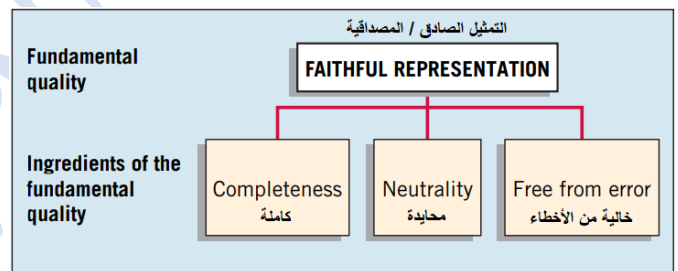 التمثيل الصادق / المصداقية
Fundamental
quality
FAITHFUL REPRESENTATION
Ingredients of the
fundamental
quality
Completeness
كاملة
Neutrality
محايدة
Free from error
خالية من الأخطاء